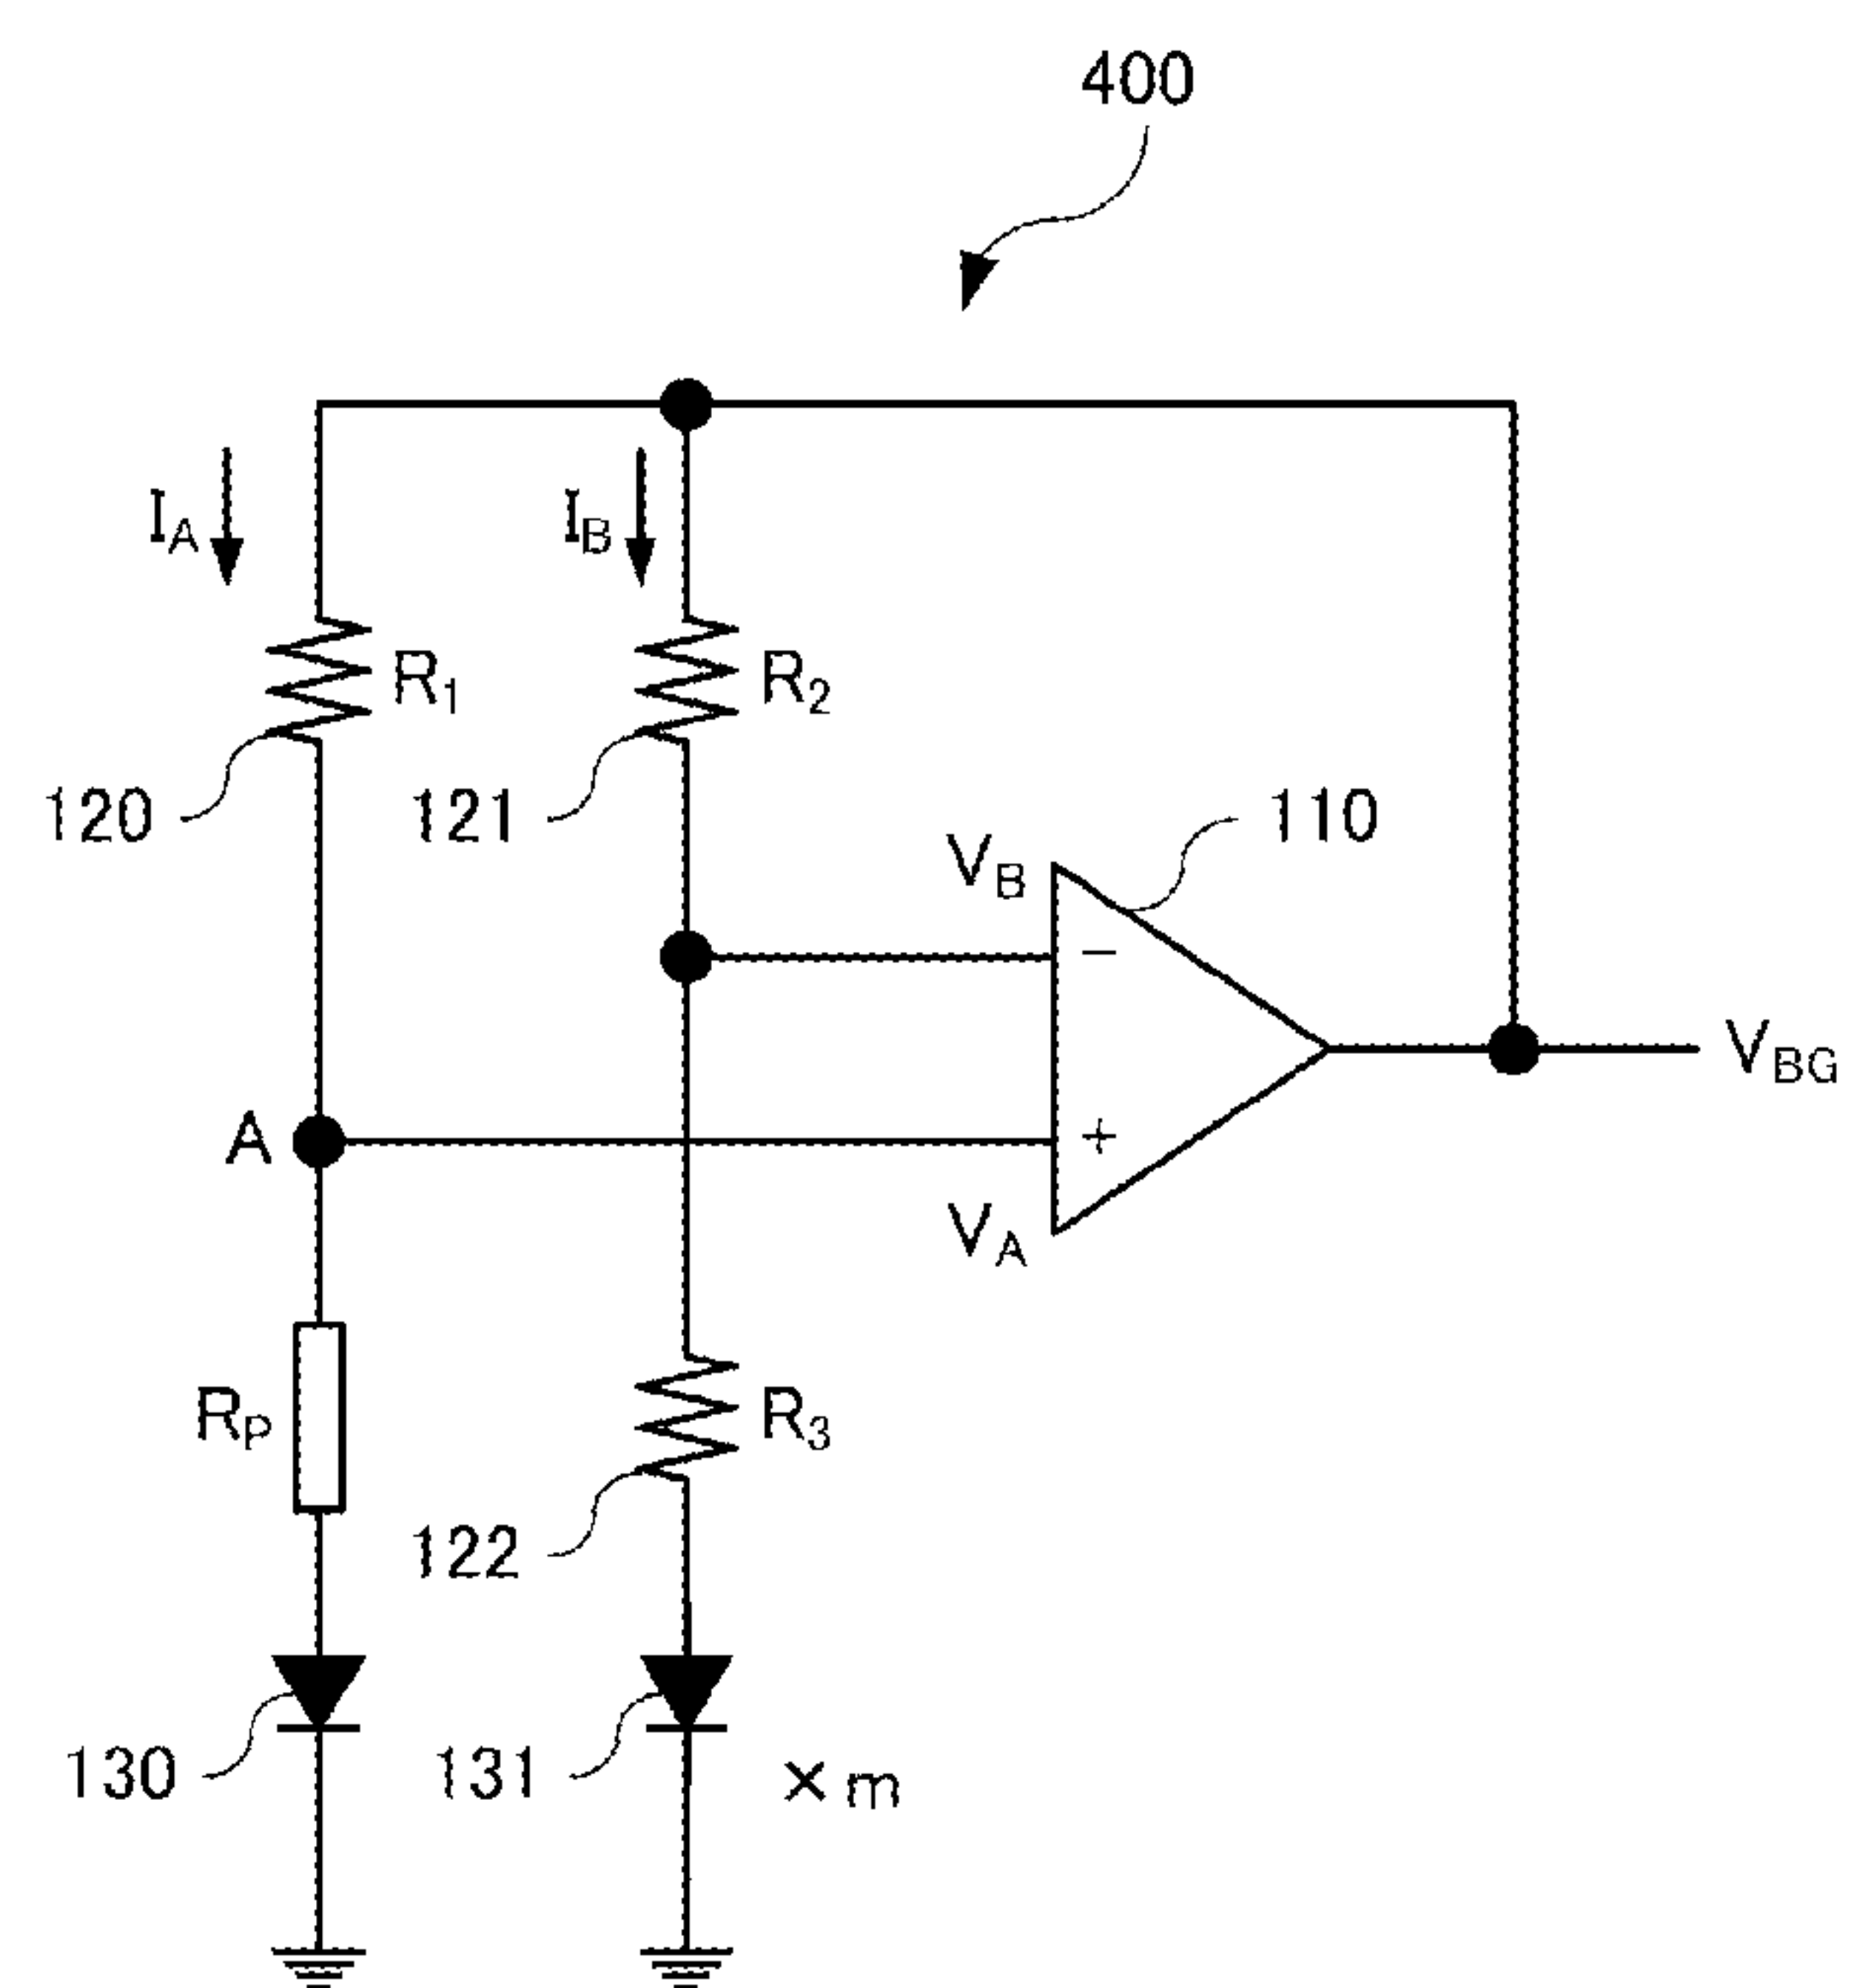 400
I_A
I_B
R_1
R_2
120
121
V_B
110
−
V_BG
A
+
V_A
R_P
R_3
122
130
131
× m